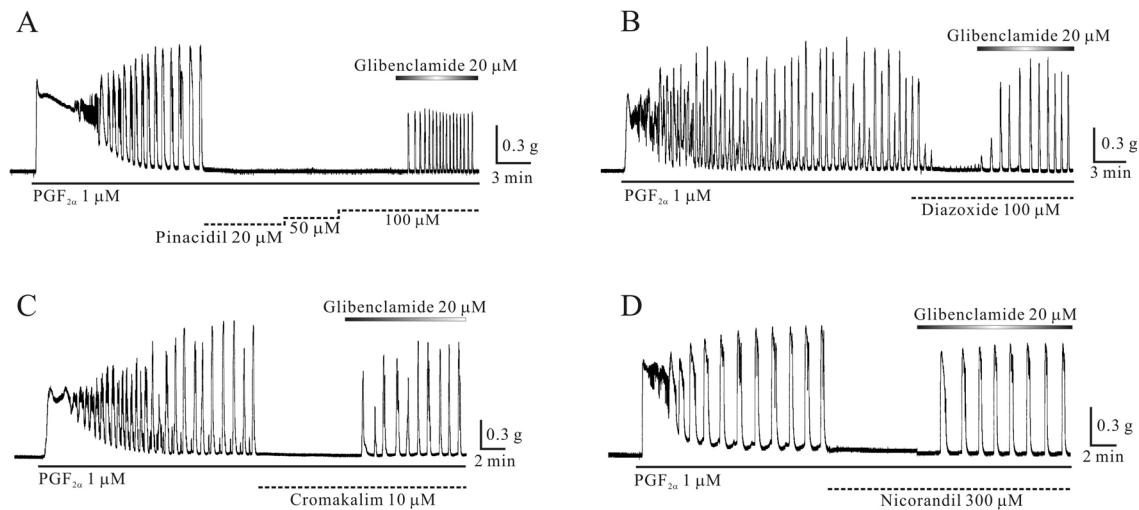 A
Glibenclamide 20 μM
0.3 g
3 min
PGF2α 1 μM
Pinacidil 20 μM
50 μM
100 μM
B
Glibenclamide 20 μM
0.3 g
3 min
PGF2α 1 μM
Diazoxide 100 μM
C
Glibenclamide 20 μM
0.3 g
2 min
PGF2α 1 μM
Cromakalim 10 μM
D
Glibenclamide 20 μM
0.3 g
2 min
PGF2α 1 μM
Nicorandil 300 μM